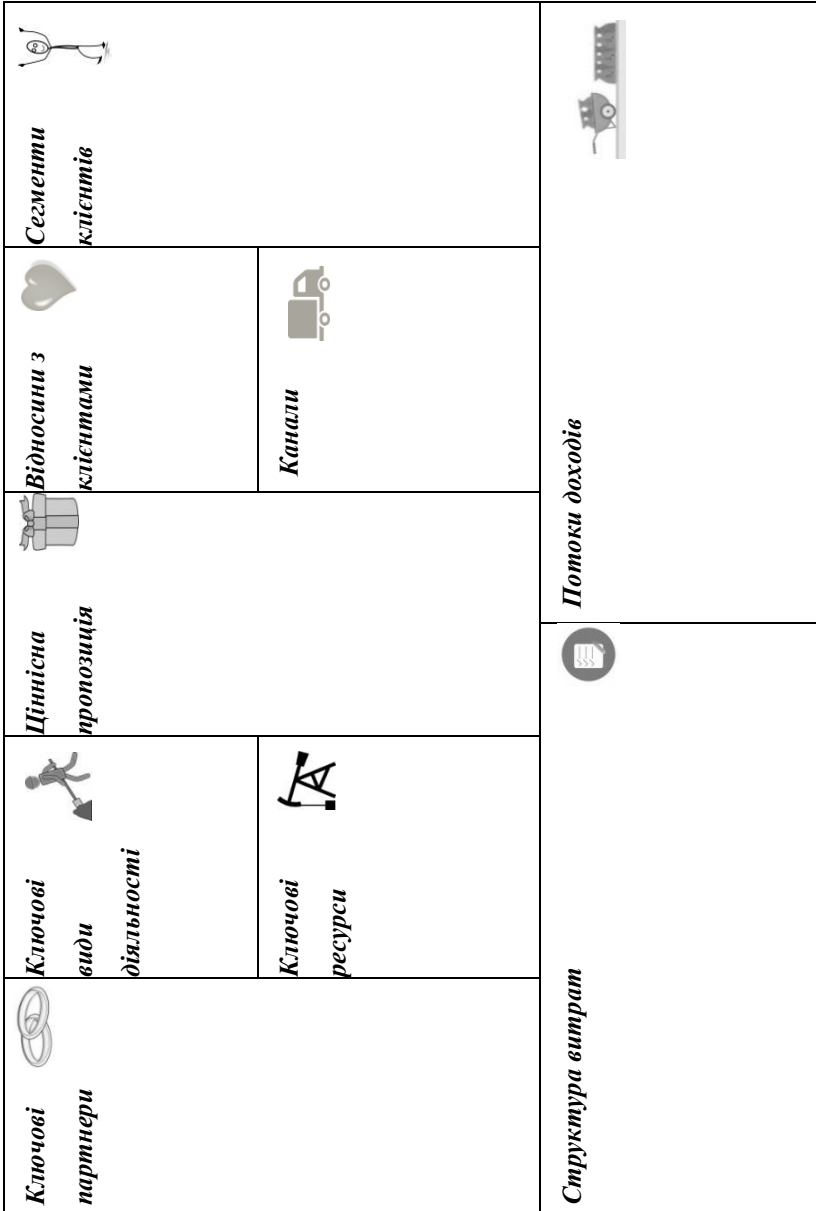 Ключові
партнери
Ключові
види
діяльності
Ключові
ресурси
Ціннісна
пропозиція
Відносини з
клієнтами
Канали
Сегменти
клієнтів
Структура витрат
Потоки доходів